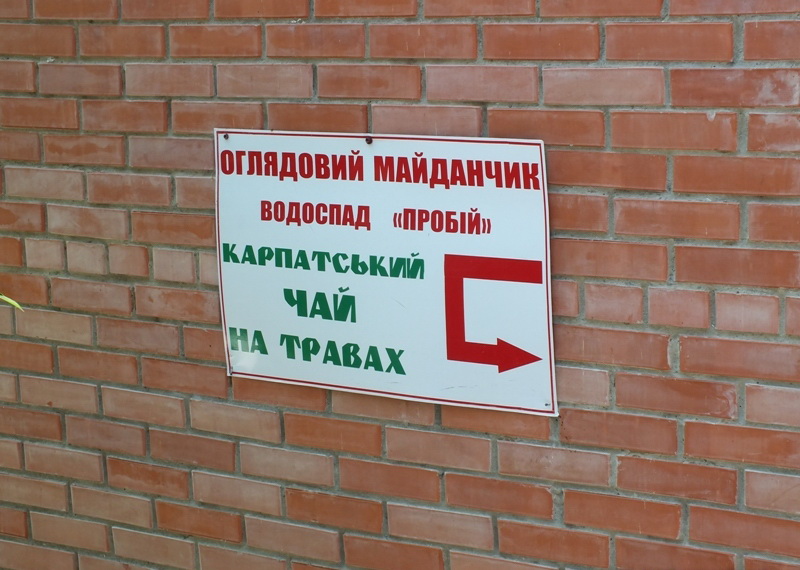 ОГЛЯДОВИЙ МАЙДАНЧИК
ВОДОСПАД «ПРОБІЙ»
КАРПАТСЬКИЙ
ЧАЙ
НА ТРАВАХ